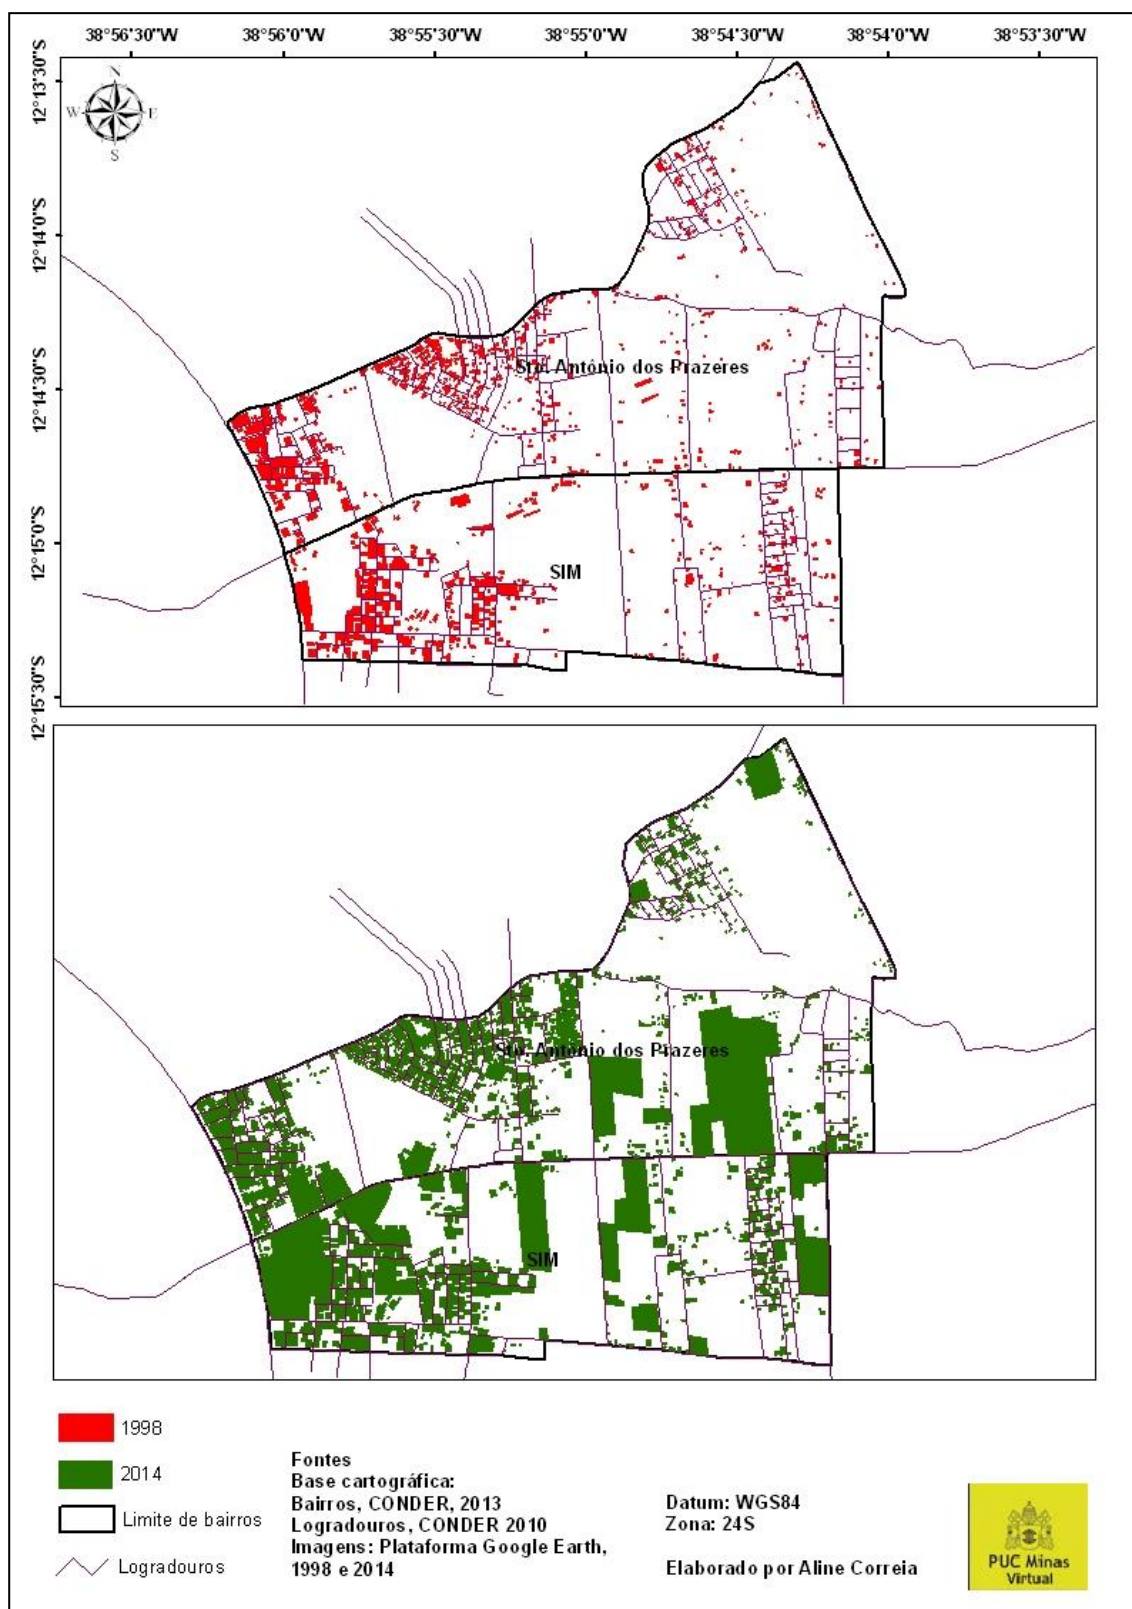 38°56'30"W 38°56'0"W 38°55'30"W 38°55'0"W 38°54'30"W 38°54'0"W 38°53'30"W
12°13'30"S
12°14'0"S
12°14'30"S
12°15'0"S
12°15'30"S
N
W E
S
Sto. Antônio dos Prazeres
SIM
Sto. Antônio dos Prazeres
SIM
1998
2014
Limite de bairros
Logradouros
Fontes
Base cartográfica:
Bairros, CONDER, 2013
Logradouros, CONDER 2010
Imagens: Plataforma Google Earth,
1998 e 2014
Datum: WGS84
Zona: 24S
Elaborado por Aline Correia
PUC Minas
Virtual